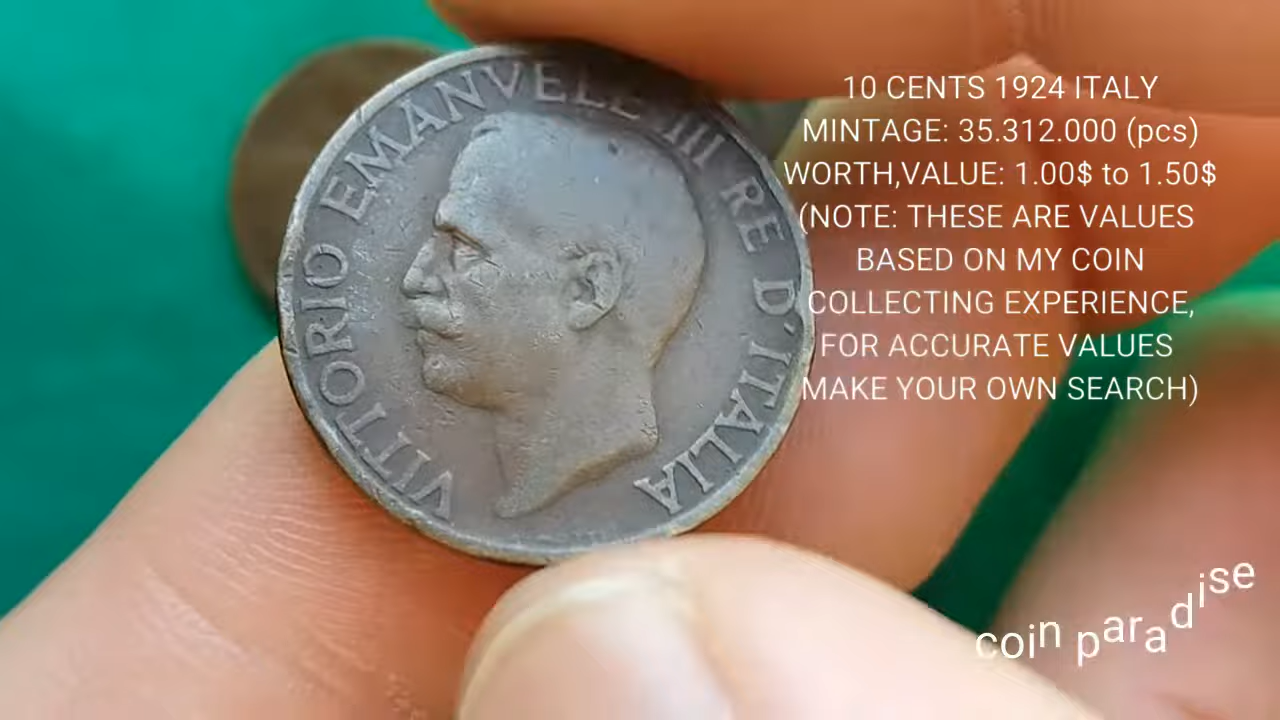 VITTORIO EMANVELE III RE D'ITALIA
10 CENTS 1924 ITALY
MINTAGE: 35.312.000 (pcs)
WORTH,VALUE: 1.00$ to 1.50$
(NOTE: THESE ARE VALUES
BASED ON MY COIN
COLLECTING EXPERIENCE,
FOR ACCURATE VALUES
MAKE YOUR OWN SEARCH)
coin paradise